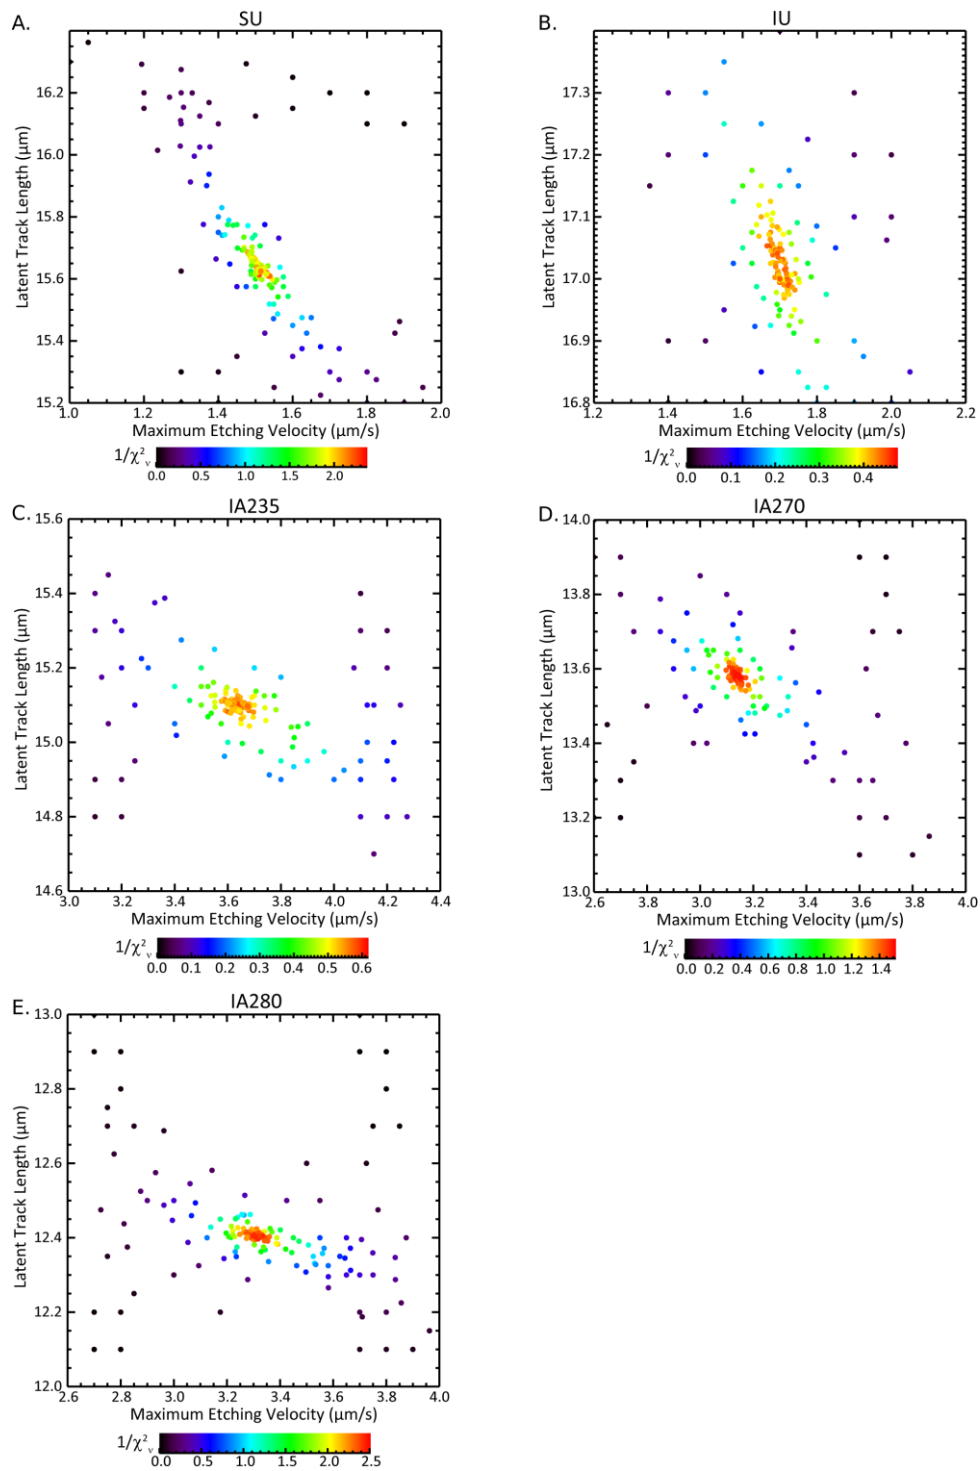 A.
SU
Latent Track Length (μm)
16.2
16.0
15.8
15.6
15.4
15.2
1.0 1.2 1.4 1.6 1.8 2.0
Maximum Etching Velocity (μm/s)
1/χ²ᵥ
0.0 0.5 1.0 1.5 2.0
B.
IU
Latent Track Length (μm)
17.3
17.2
17.1
17.0
16.9
16.8
1.2 1.4 1.6 1.8 2.0 2.2
Maximum Etching Velocity (μm/s)
1/χ²ᵥ
0.0 0.1 0.2 0.3 0.4
C.
IA235
Latent Track Length (μm)
15.6
15.4
15.2
15.0
14.8
14.6
3.0 3.2 3.4 3.6 3.8 4.0 4.2 4.4
Maximum Etching Velocity (μm/s)
1/χ²ᵥ
0.0 0.1 0.2 0.3 0.4 0.5 0.6
D.
IA270
Latent Track Length (μm)
14.0
13.8
13.6
13.4
13.2
13.0
2.6 2.8 3.0 3.2 3.4 3.6 3.8 4.0
Maximum Etching Velocity (μm/s)
1/χ²ᵥ
0.0 0.2 0.4 0.6 0.8 1.0 1.2 1.4
E.
IA280
Latent Track Length (μm)
13.0
12.8
12.6
12.4
12.2
12.0
2.6 2.8 3.0 3.2 3.4 3.6 3.8 4.0
Maximum Etching Velocity (μm/s)
1/χ²ᵥ
0.0 0.5 1.0 1.5 2.0 2.5